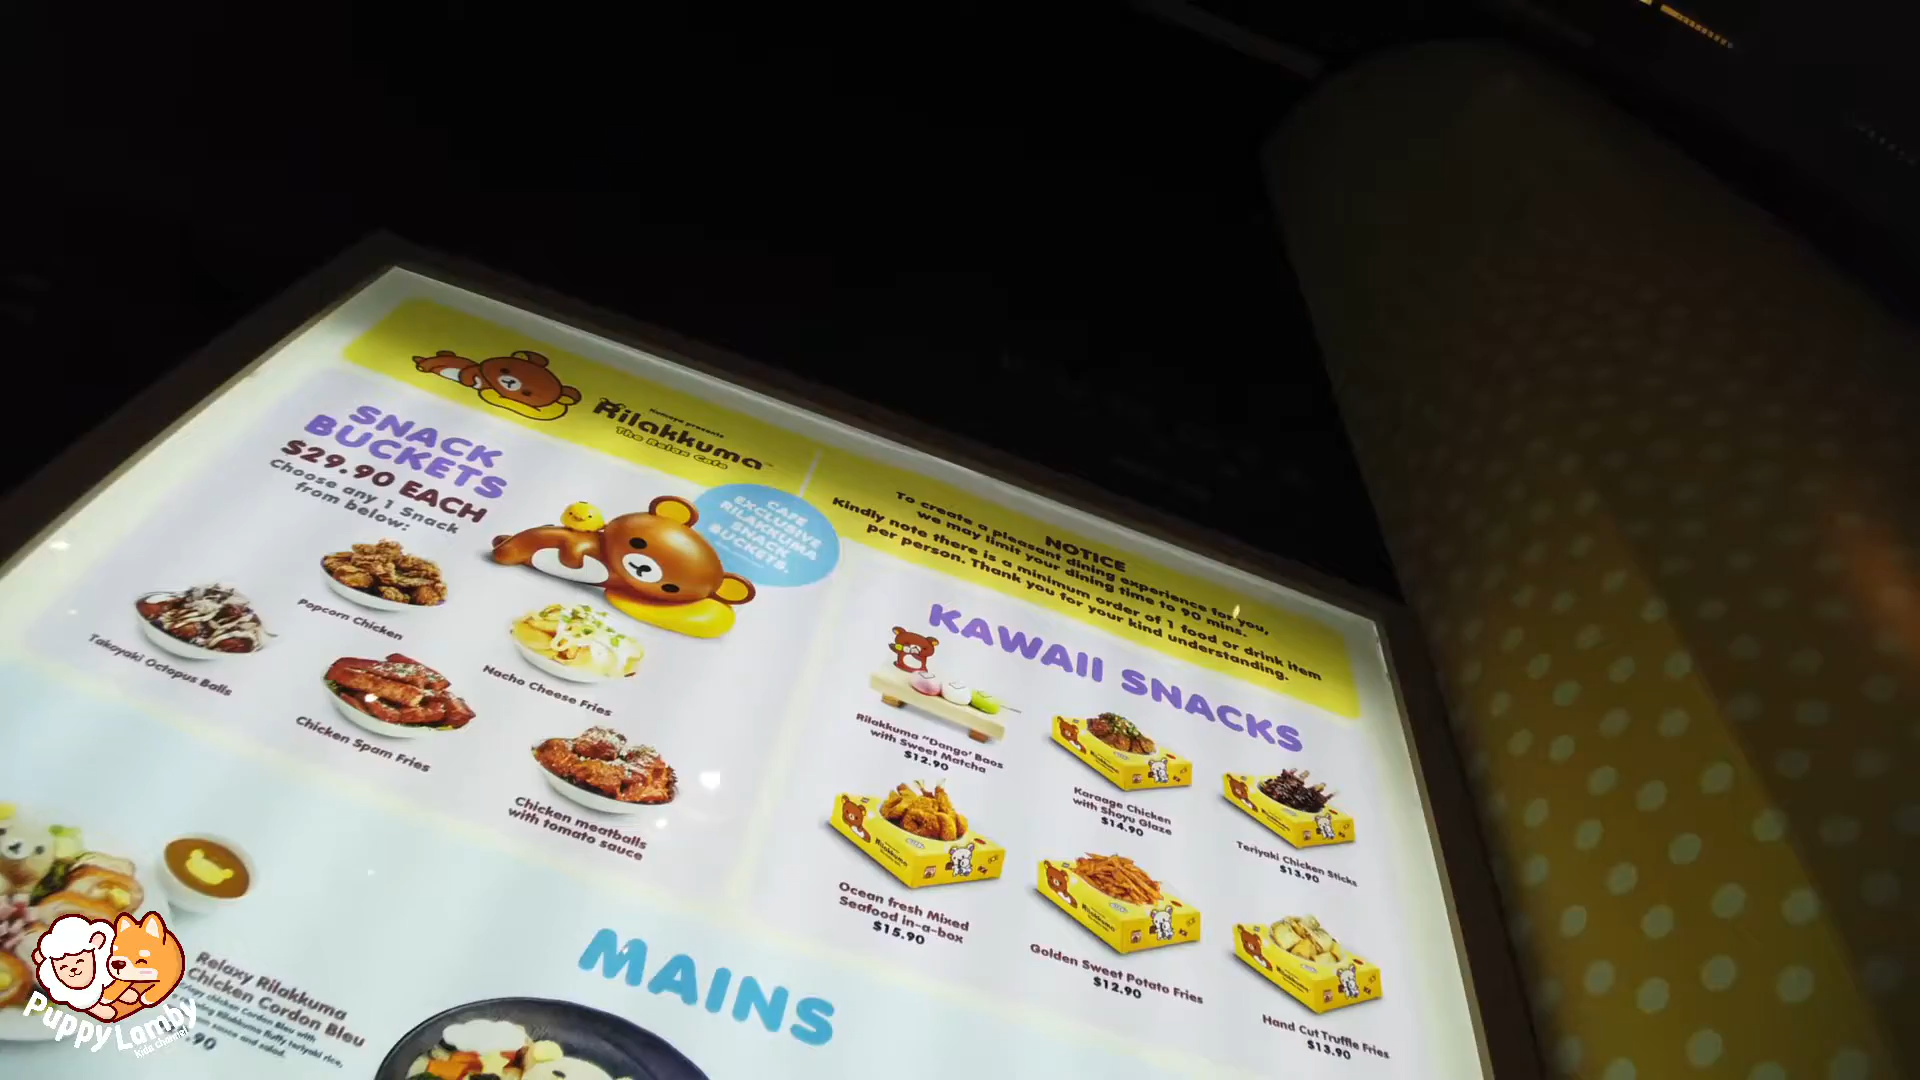 Rilakkuma
The Relax Cafe
SNACK
BUCKETS
$29.90 EACH
Choose any 1 Snack
from below:
CAFE
EXCLUSIVE
RILAKKUMA
SNACK
BUCKETS.
Popcorn Chicken
Takoyaki Octopus Balls
Nacho Cheese Fries
Chicken Spam Fries
Chicken meatballs
with tomato sauce
NOTICE
To create a pleasant dining experience for you,
we may limit your dining time to 90 mins.
Kindly note there is a minimum order of 1 food or drink item
per person. Thank you for your kind understanding.
KAWAII SNACKS
Rilakkuma "Dango' Baos
with Sweet Matcha
$12.90
Karaage Chicken
with Shoyu Glaze
$14.90
Teriyaki Chicken Sticks
$13.90
Ocean fresh Mixed
Seafood in-a-box
$15.90
Golden Sweet Potato Fries
$12.90
Hand Cut Truffle Fries
$13.90
MAINS
Relaxy Rilakkuma
Chicken Cordon Bleu
PuppyLamby
Kids channel